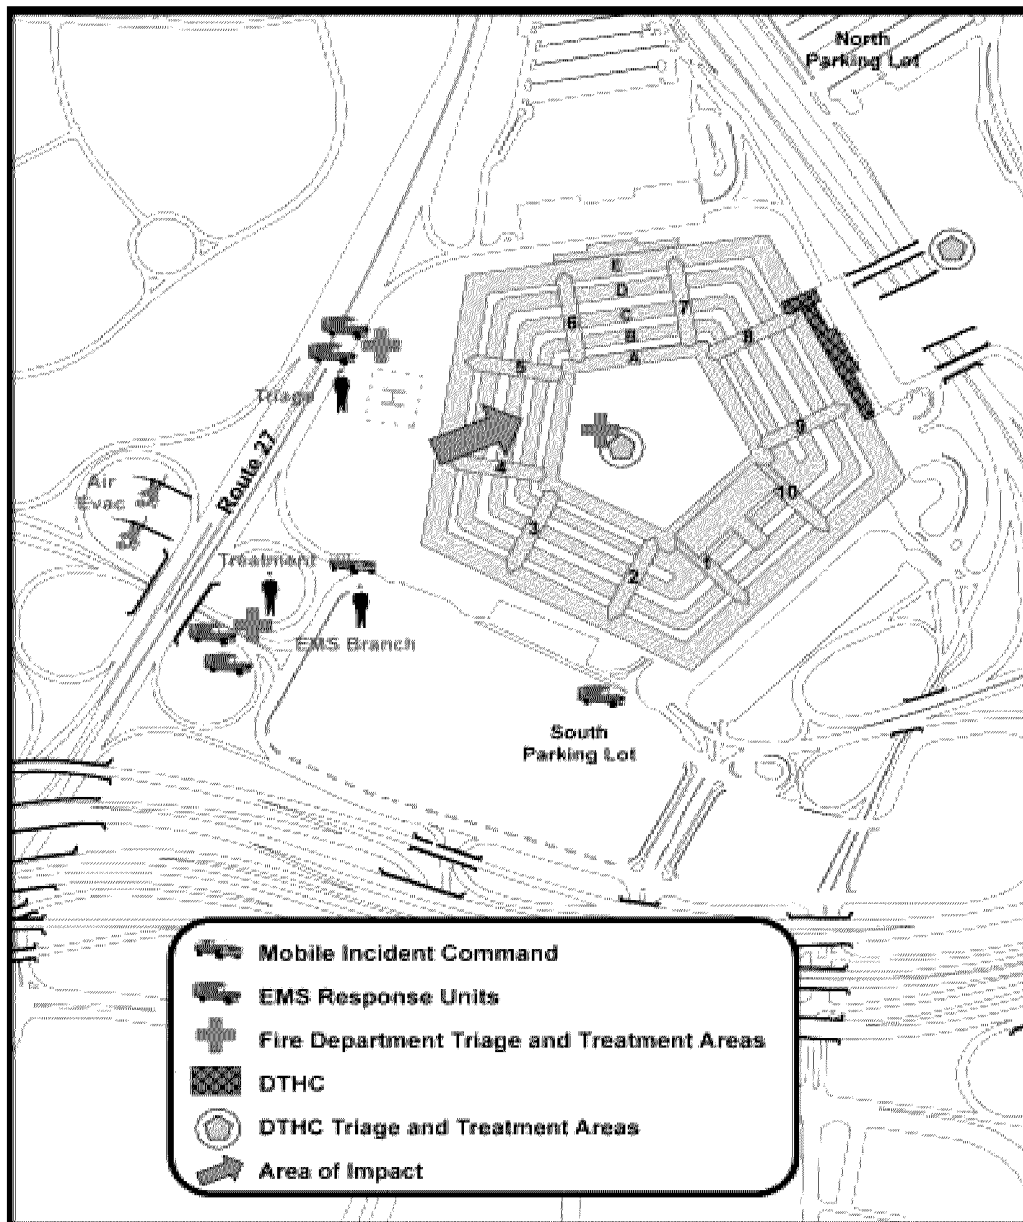 North
Parking Lot
E
D
C
B
A
6
7
8
5
9
4
10
3
2
1
H
Triage
Route 27
Air
Evac
Treatment
EMS Branch
South
Parking Lot
Mobile Incident Command
EMS Response Units
Fire Department Triage and Treatment Areas
DTHC
DTHC Triage and Treatment Areas
Area of Impact